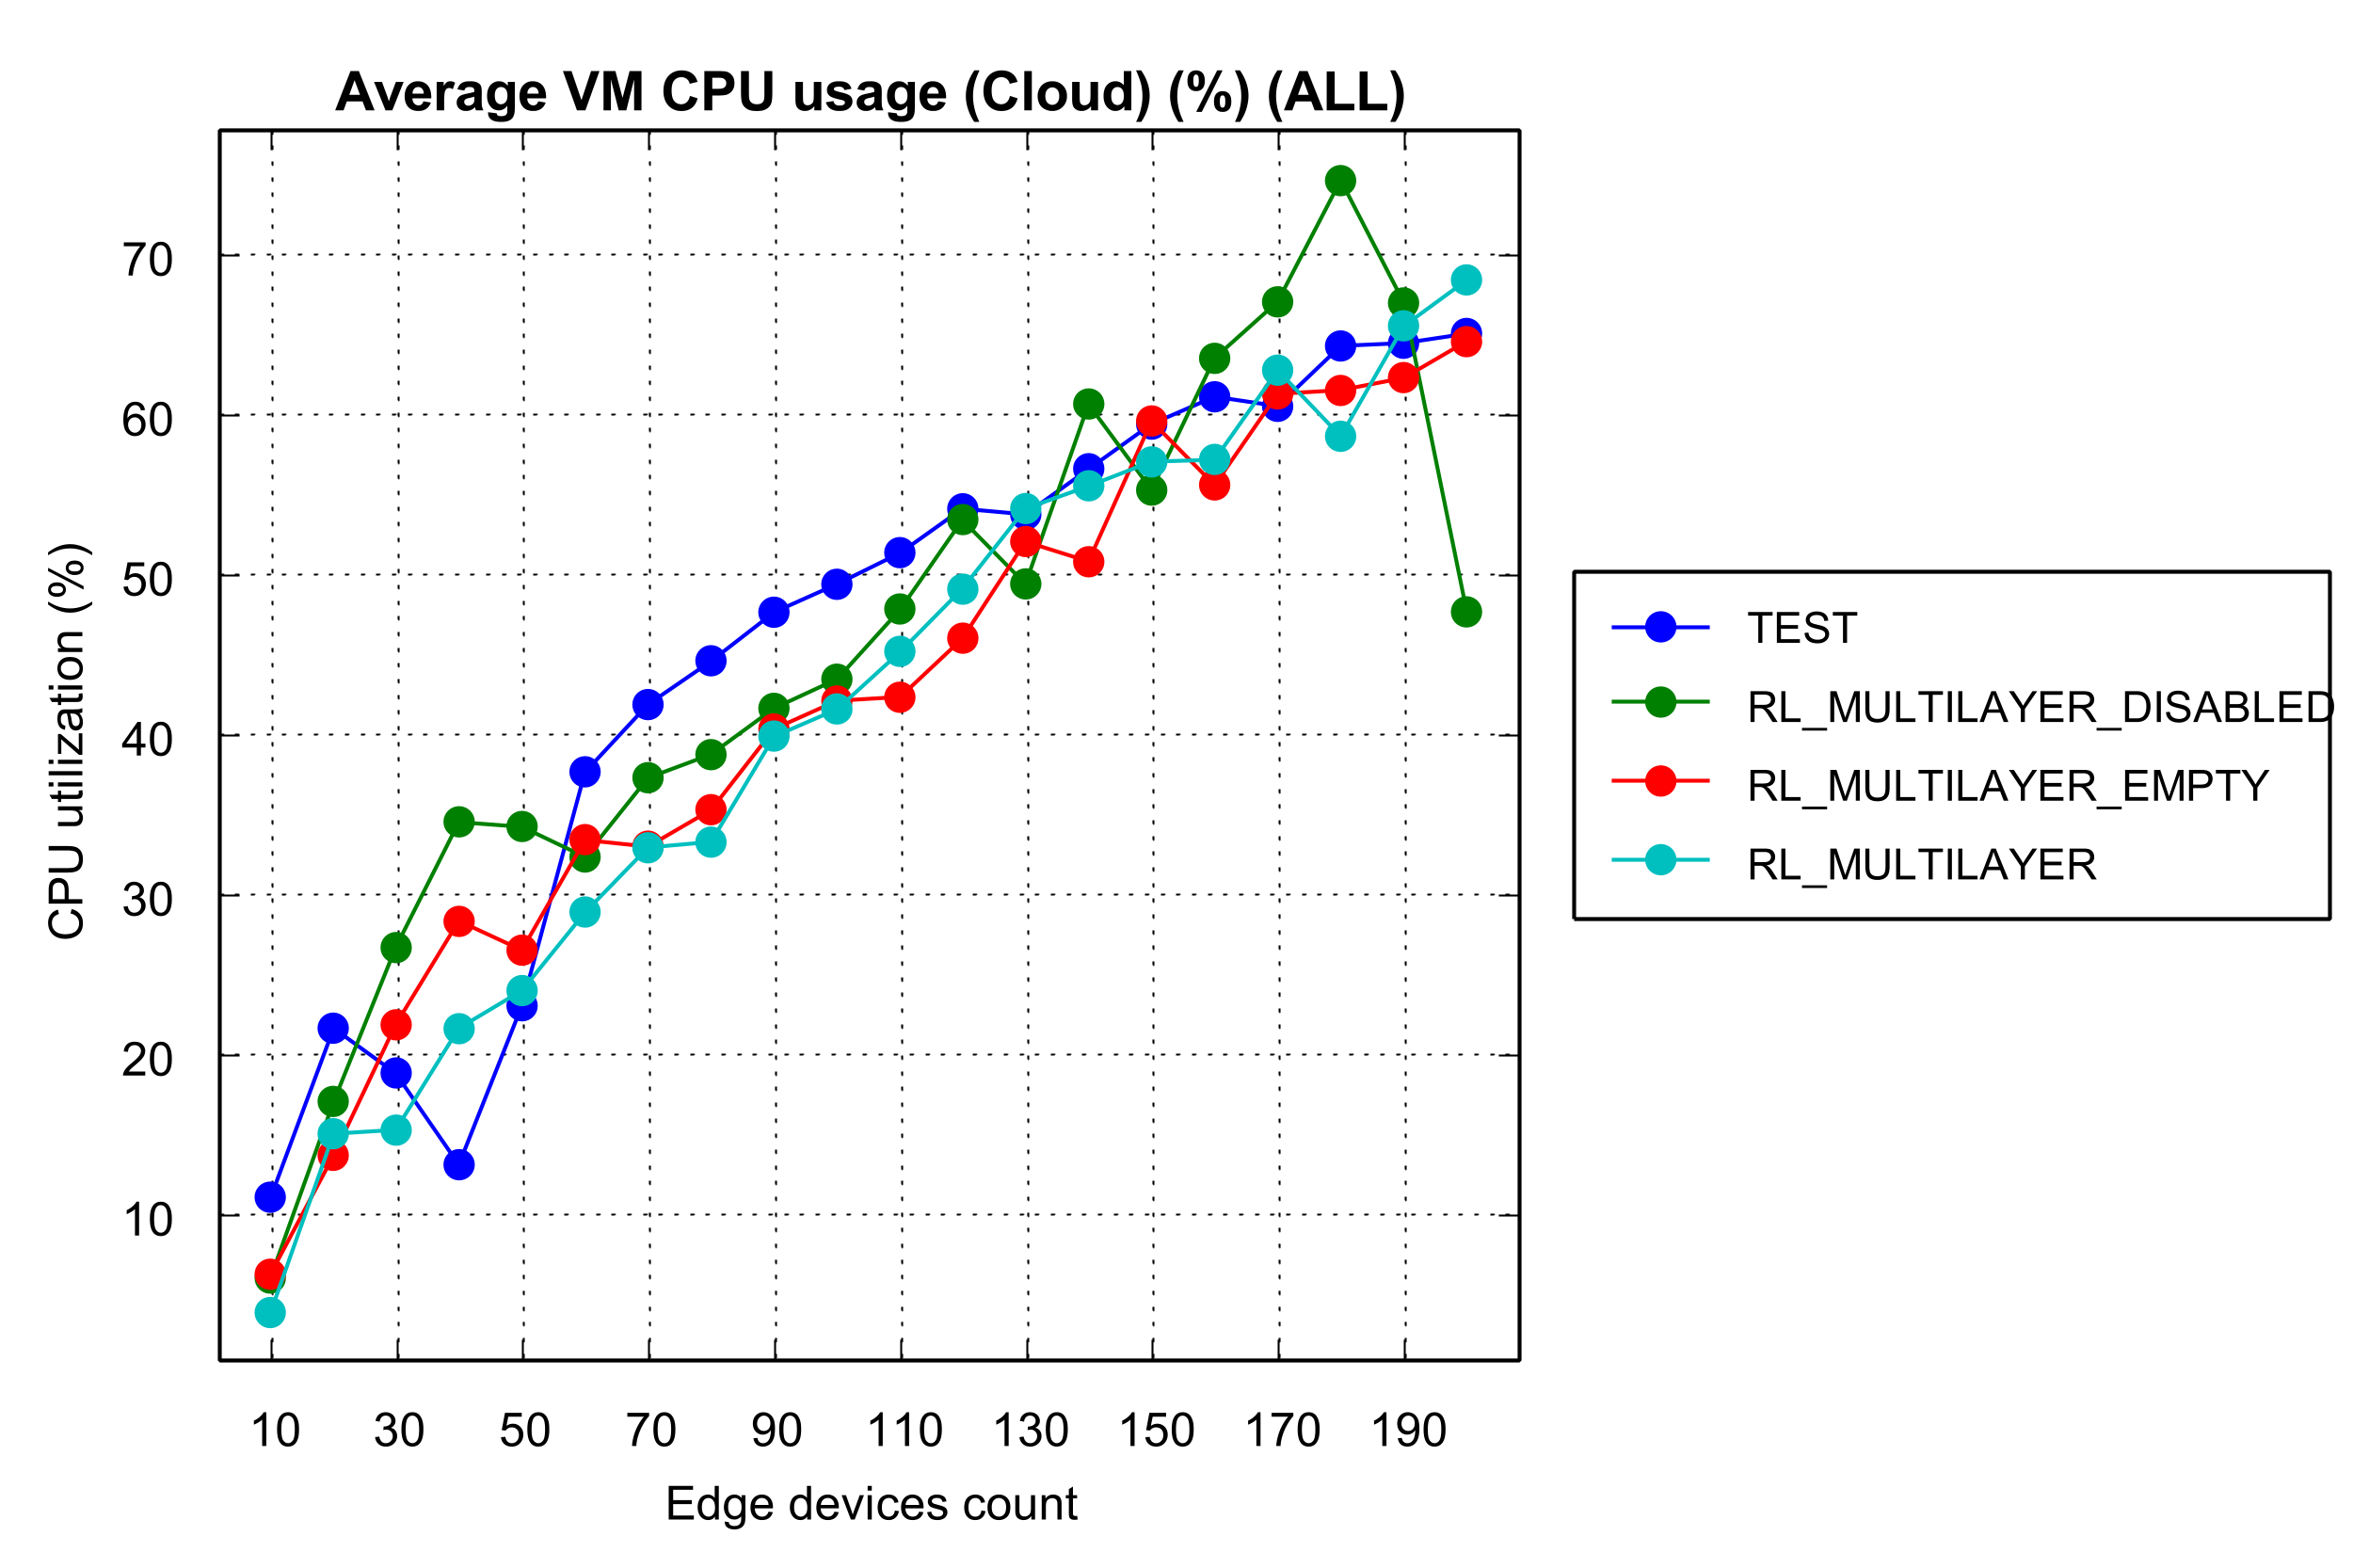 Average VM CPU usage (Cloud) (%) (ALL)
CPU utilization (%)
70
60
50
40
30
20
10
10 30 50 70 90 110 130 150 170 190
Edge devices count
TEST
RL_MULTILAYER_DISABLED
RL_MULTILAYER_EMPTY
RL_MULTILAYER